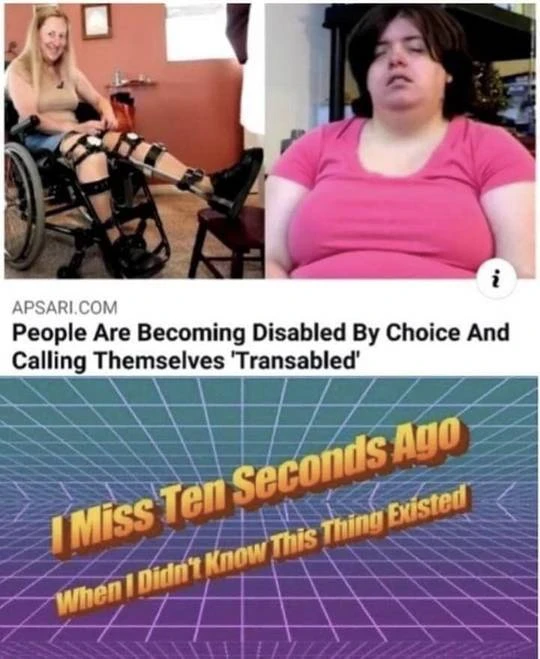 i
APSARI.COM
People Are Becoming Disabled By Choice And
Calling Themselves 'Transabled'
I Miss Ten Seconds Ago
When I Didn't Know This Thing Existed